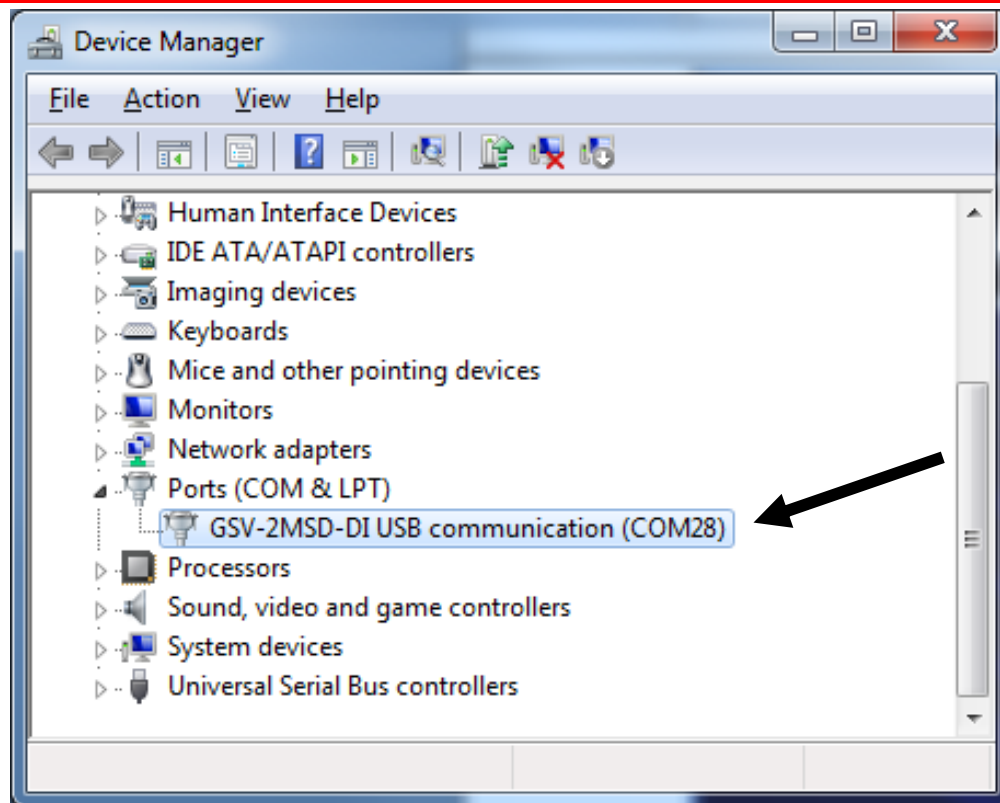 Device Manager
File Action View Help
Human Interface Devices
IDE ATA/ATAPI controllers
Imaging devices
Keyboards
Mice and other pointing devices
Monitors
Network adapters
Ports (COM & LPT)
GSV-2MSD-DI USB communication (COM28)
Processors
Sound, video and game controllers
System devices
Universal Serial Bus controllers